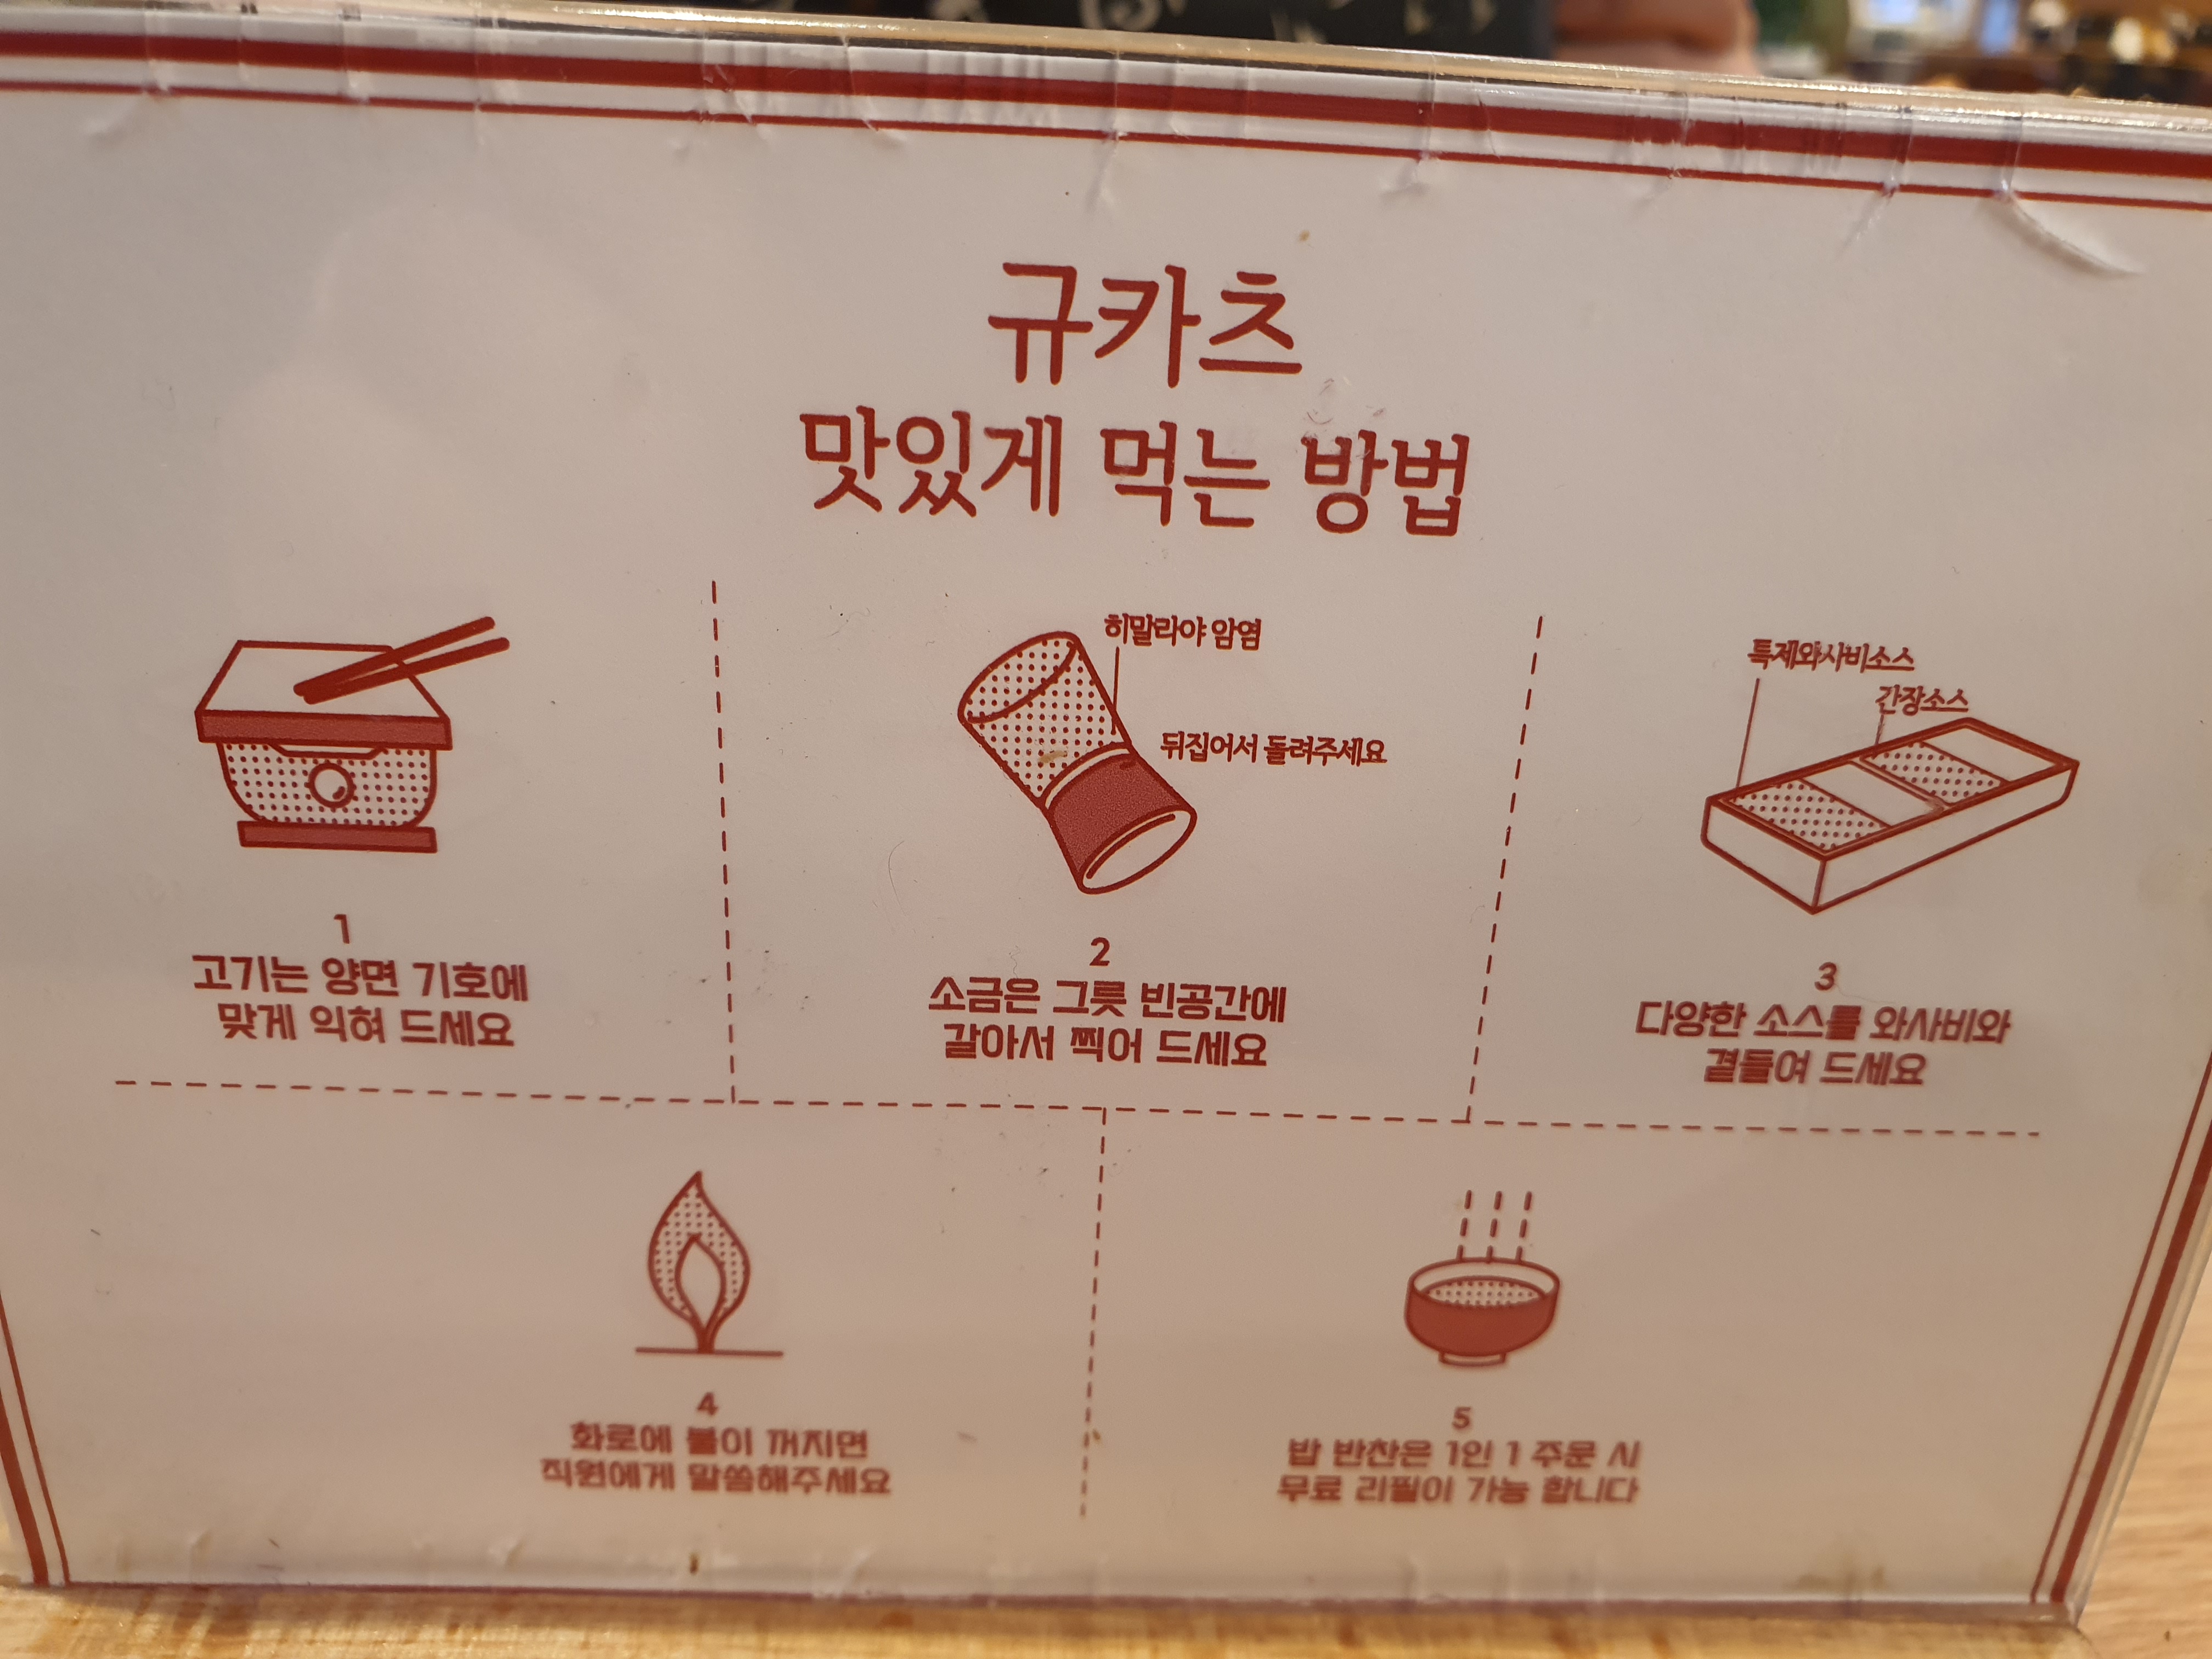 규카츠
맛있게 먹는 방법
히말라야 암염
뒤집어서 돌려주세요
특제와사비소스
간장소스
1
고기는 양면 기호에
맞게 익혀 드세요
2
소금은 그릇 빈공간에
갈아서 찍어 드세요
3
다양한 소스를 와사비와
곁들여 드세요
4
화로에 불이 꺼지면
직원에게 말씀해주세요
5
밥 반찬은 1인 1 주문 시
무료 리필이 가능 합니다